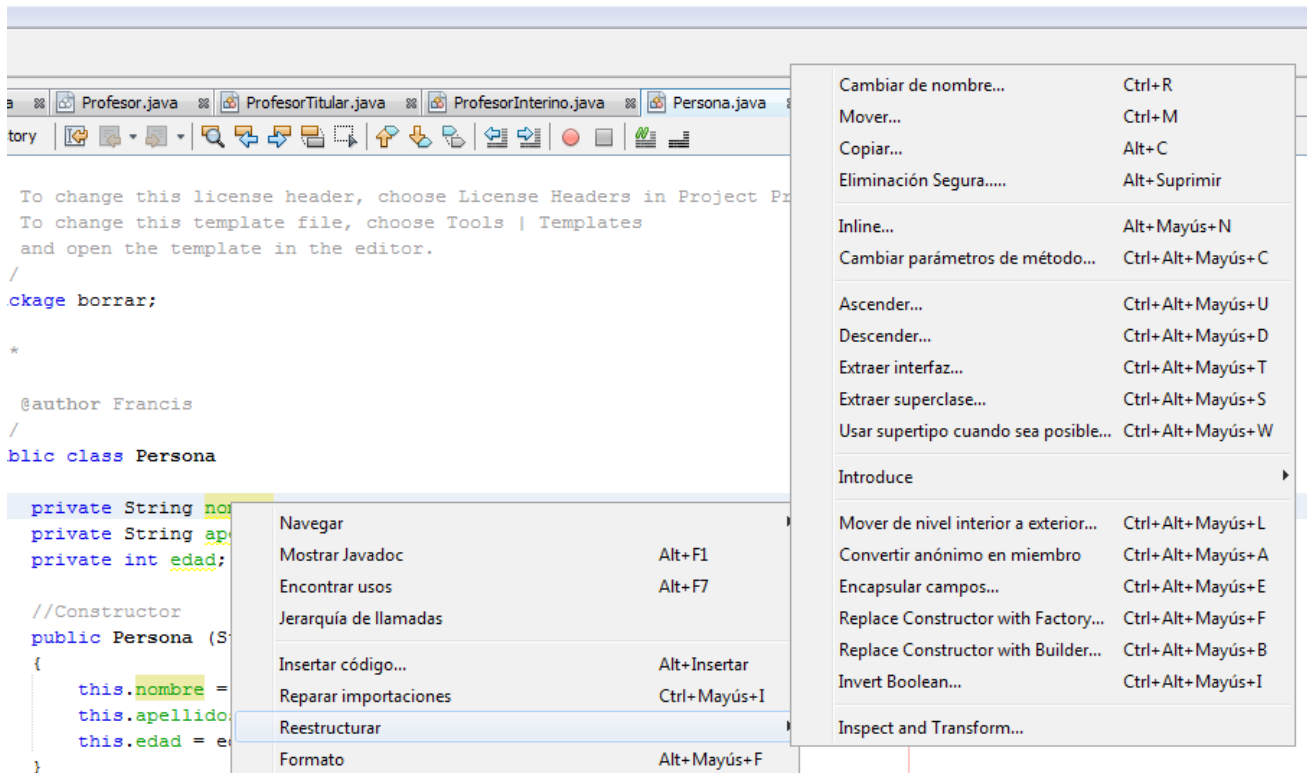 Profesor.java ProfesorTitular.java ProfesorInterino.java Persona.java
To change this license header, choose License Headers in Project Pr
To change this template file, choose Tools | Templates
and open the template in the editor.
/
ckage borrar;
*
@author Francis
/
blic class Persona
private String no
private String ap
private int edad;
//Constructor
public Persona (S
{
this.nombre =
this.apellido
this.edad = e
}
Navegar
Mostrar Javadoc Alt+F1
Encontrar usos Alt+F7
Jerarquía de llamadas
Insertar código... Alt+Insertar
Reparar importaciones Ctrl+Mayús+I
Reestructurar
Formato Alt+Mayús+F
Cambiar de nombre... Ctrl+R
Mover... Ctrl+M
Copiar... Alt+C
Eliminación Segura..... Alt+Suprimir
Inline... Alt+Mayús+N
Cambiar parámetros de método... Ctrl+Alt+Mayús+C
Ascender... Ctrl+Alt+Mayús+U
Descender... Ctrl+Alt+Mayús+D
Extraer interfaz... Ctrl+Alt+Mayús+T
Extraer superclase... Ctrl+Alt+Mayús+S
Usar supertipo cuando sea posible... Ctrl+Alt+Mayús+W
Introduce
Mover de nivel interior a exterior... Ctrl+Alt+Mayús+L
Convertir anónimo en miembro Ctrl+Alt+Mayús+A
Encapsular campos... Ctrl+Alt+Mayús+E
Replace Constructor with Factory... Ctrl+Alt+Mayús+F
Replace Constructor with Builder... Ctrl+Alt+Mayús+B
Invert Boolean... Ctrl+Alt+Mayús+I
Inspect and Transform...